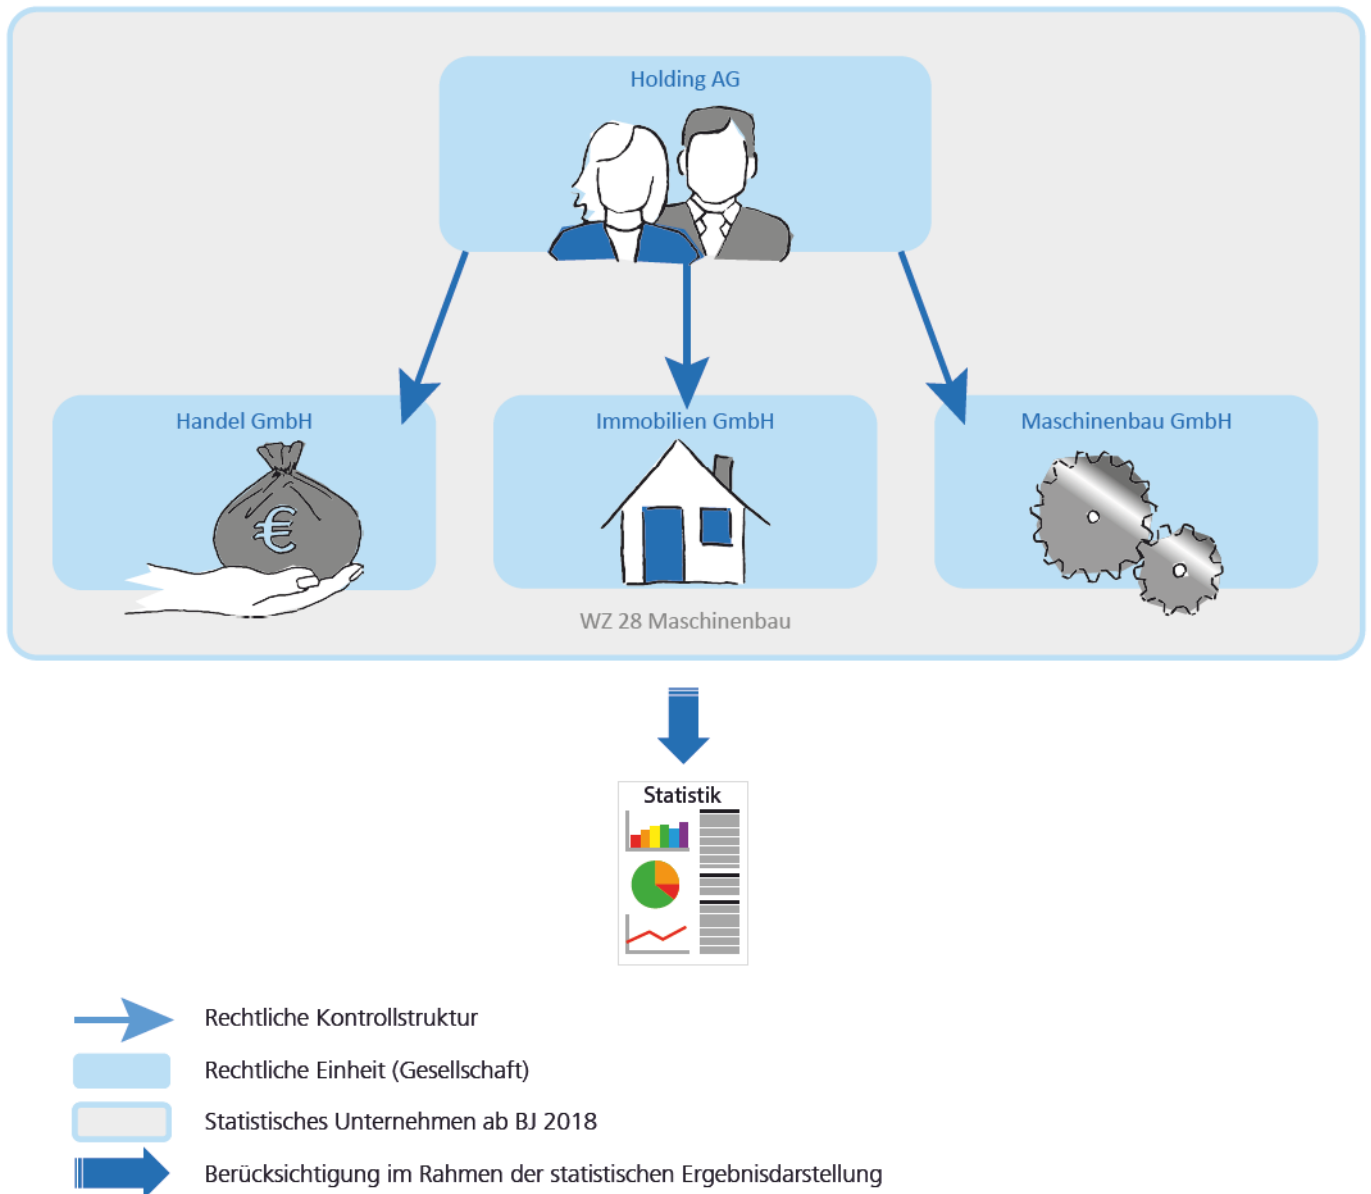 Holding AG
Handel GmbH
Immobilien GmbH
Maschinenbau GmbH
€
WZ 28 Maschinenbau
Statistik
Rechtliche Kontrollstruktur
Rechtliche Einheit (Gesellschaft)
Statistisches Unternehmen ab BJ 2018
Berücksichtigung im Rahmen der statistischen Ergebnisdarstellung